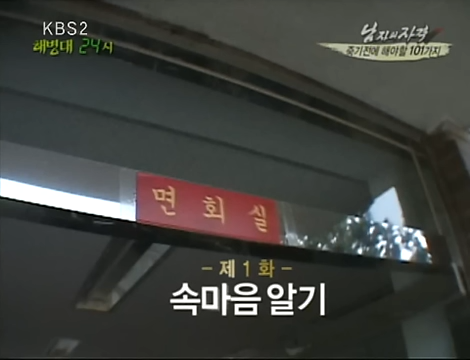 KBS2
해병대 24시
남자의 자격
죽기전에 해야할 101가지
면회실
- 제 1 화 -
속마음 알기